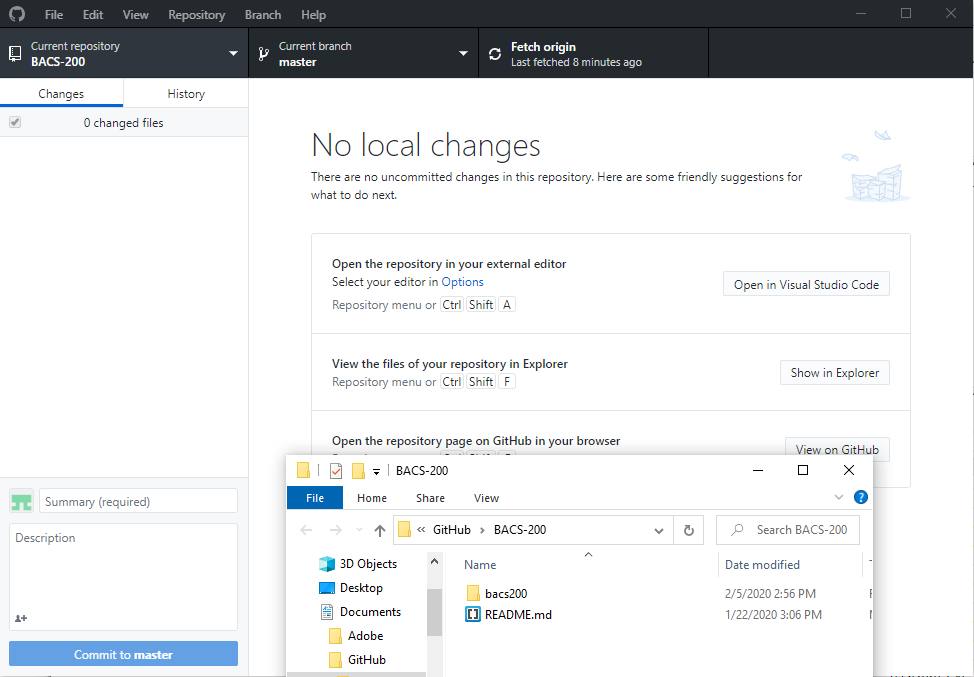 File Edit View Repository Branch Help
Current repository
BACS-200
Current branch
master
Fetch origin
Last fetched 8 minutes ago
Changes History
0 changed files
No local changes
There are no uncommitted changes in this repository. Here are some friendly suggestions for
what to do next.
Open the repository in your external editor
Select your editor in Options
Repository menu or Ctrl Shift A
Open in Visual Studio Code
View the files of your repository in Explorer
Repository menu or Ctrl Shift F
Show in Explorer
Open the repository page on GitHub in your browser
View on GitHub
Summary (required)
Description
Commit to master
BACS-200
File Home Share View
« GitHub › BACS-200
Search BACS-200
3D Objects
Desktop
Documents
Adobe
GitHub
Name Date modified
bacs200 2/5/2020 2:56 PM
README.md 1/22/2020 3:06 PM